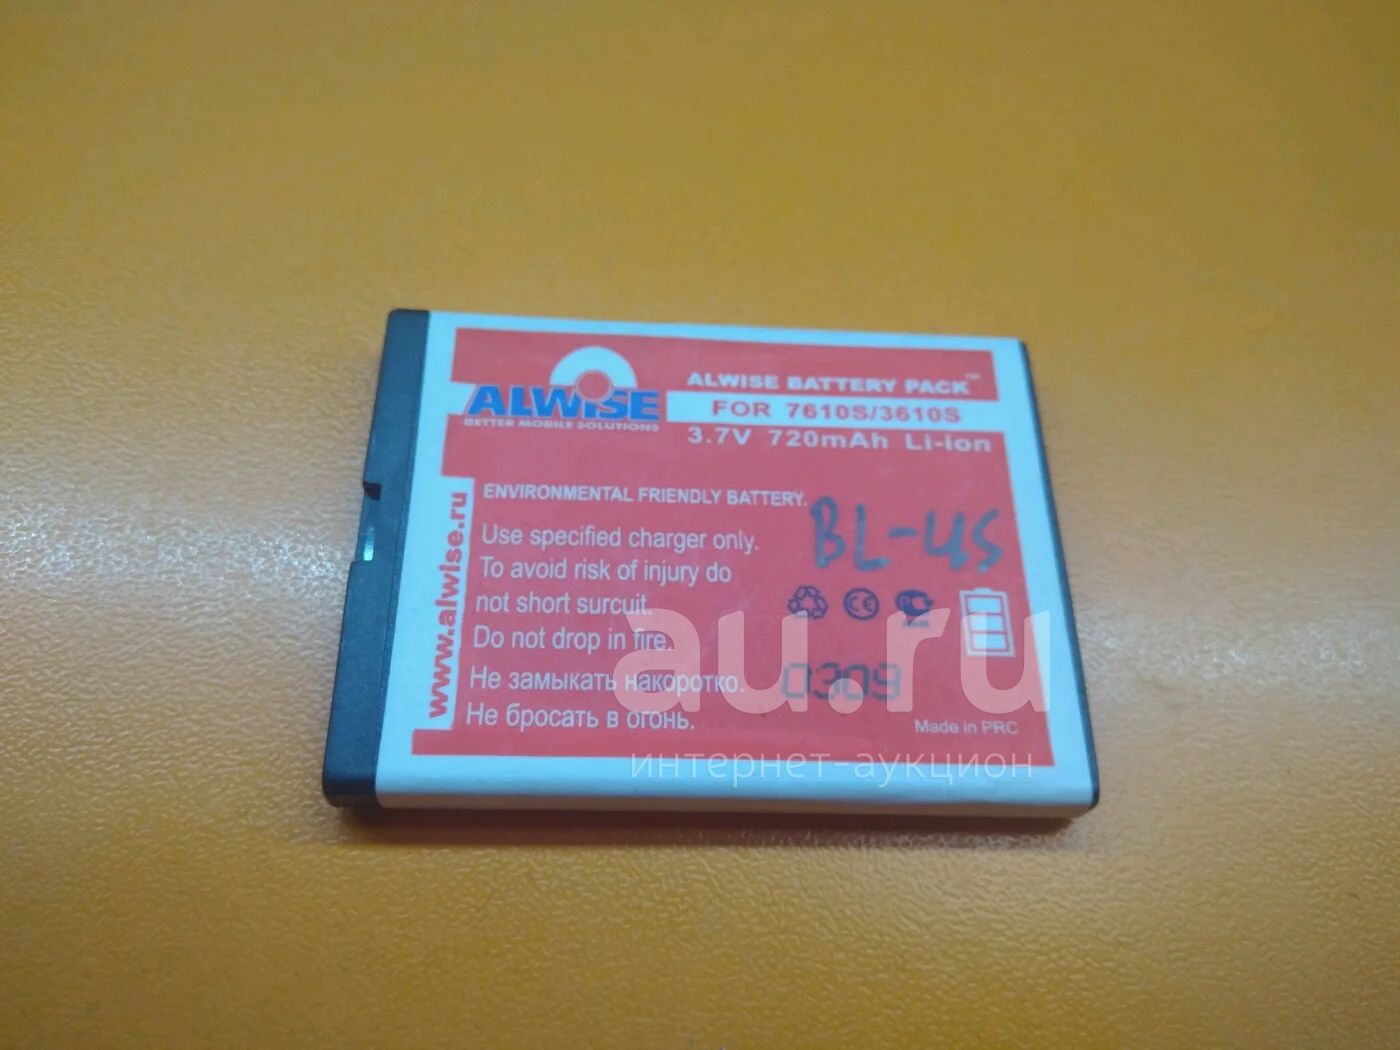 ALWISE
BETTER MOBILE SOLUTIONS
ALWISE BATTERY PACK™
FOR 7610S/3610S
3.7V 720mAh Li-ion
www.alwise.ru
ENVIRONMENTAL FRIENDLY BATTERY.
Use specified charger only.
To avoid risk of injury do
not short surcuit.
Do not drop in fire.
Не замыкать накоротко.
Не бросать в огонь.
BL-4S
CE
0309
Made in PRC
au.ru
интернет-аукцион